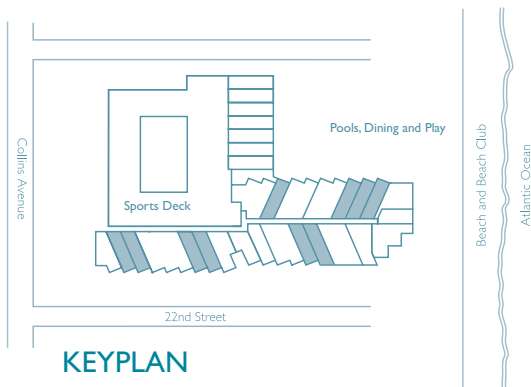 Pools, Dining and Play
Collins Avenue
Sports Deck
Beach and Beach Club
Atlantic Ocean
22nd Street
KEYPLAN